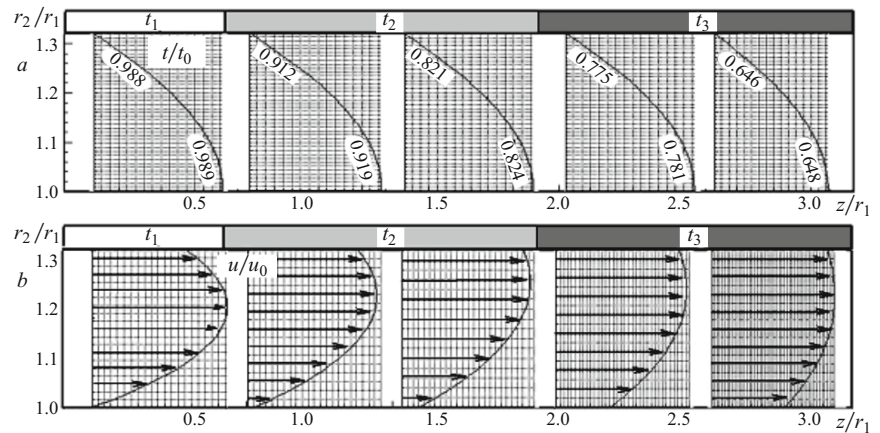 r₂/r₁ t₁ t₂ t₃
1.3
a t/t₀
0.988 0.912 0.821 0.775 0.646
1.2
1.1
0.989 0.919 0.824 0.781 0.648
1.0
0.5 1.0 1.5 2.0 2.5 3.0 z/r₁
r₂/r₁ t₁ t₂ t₃
1.3 u/u₀
b
1.2
1.1
1.0
0.5 1.0 1.5 2.0 2.5 3.0 z/r₁